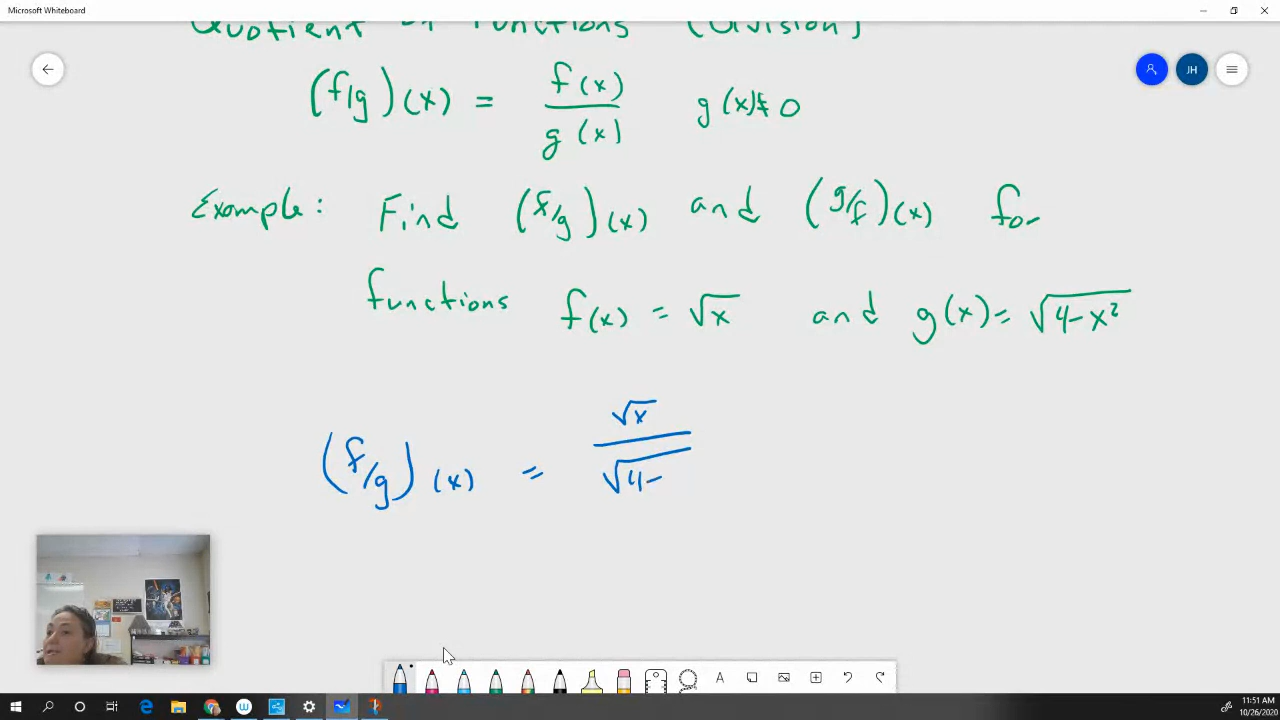 Microsoft Whiteboard
Quotient of Functions (Division)
(f/g)(x) = f(x) / g(x)   g(x) ≠ 0
JH
Example: Find (f/g)(x) and (g/f)(x) for
functions f(x) = √x and g(x) = √4-x²
(f/g)(x) = √x / √4-
A
11:51 AM
10/26/2020